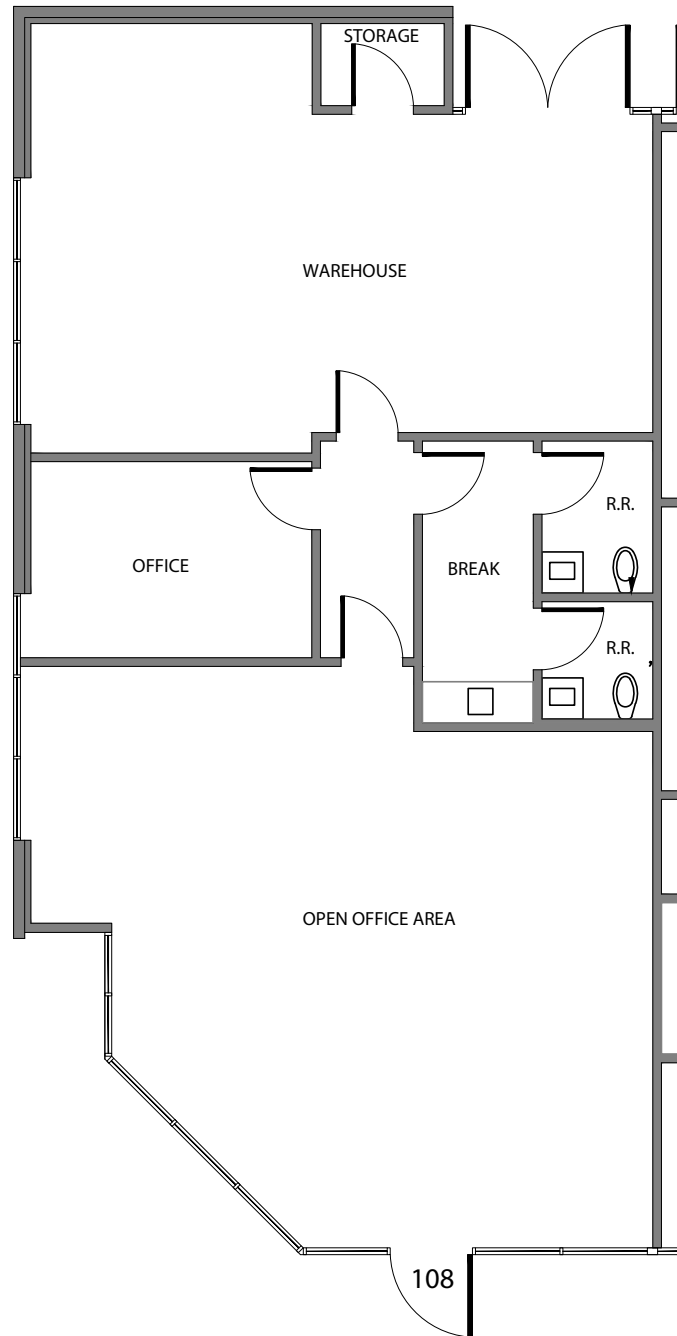 STORAGE
WAREHOUSE
R.R.
OFFICE
BREAK
R.R.
OPEN OFFICE AREA
108